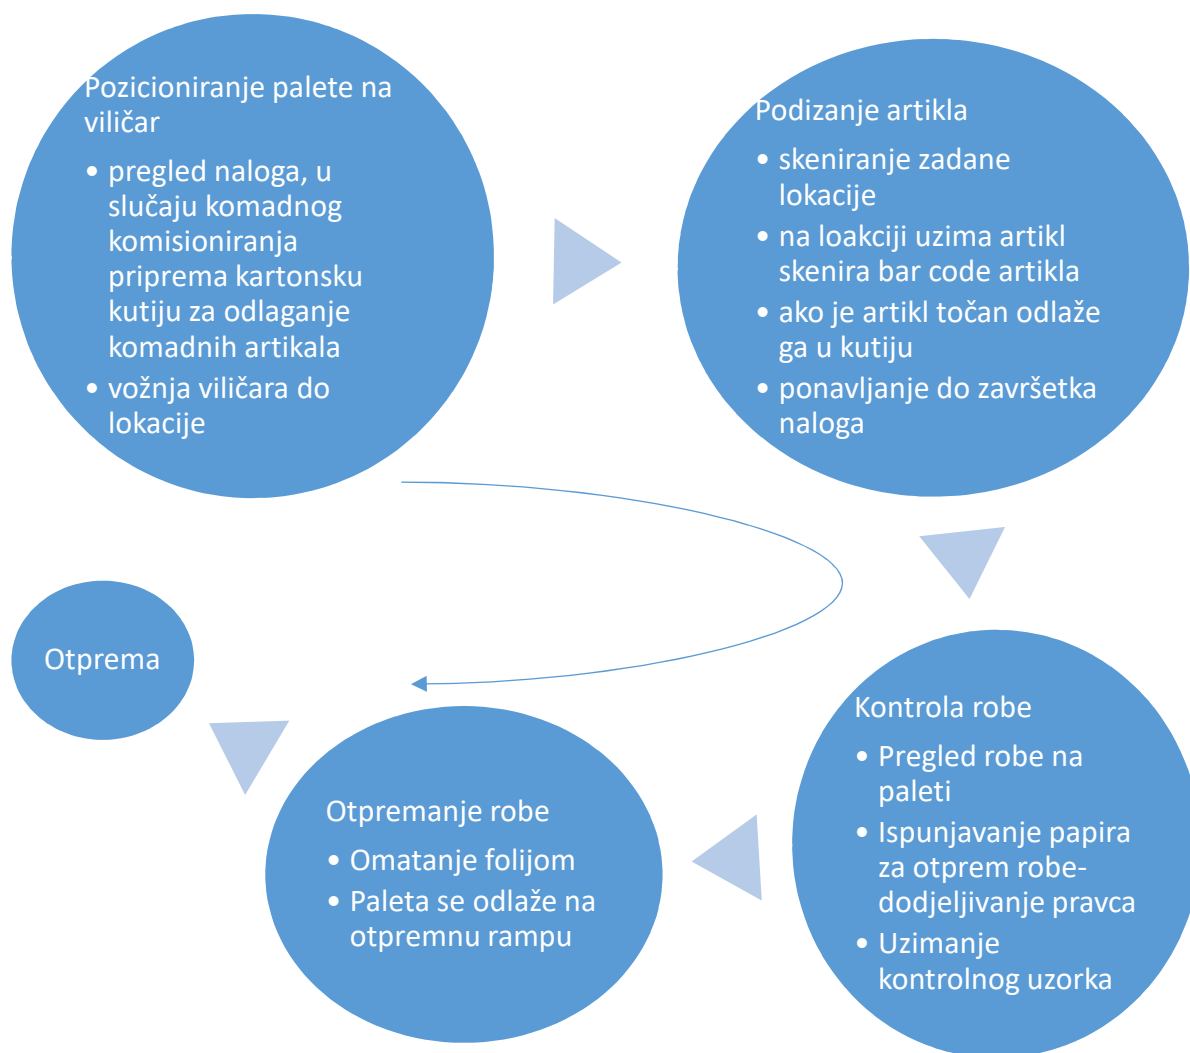 Pozicioniranje palete na
viličar
• pregled naloga, u
slučaju komadnog
komisioniranja
priprema kartonsku
kutiju za odlaganje
komadnih artikala
• vožnja viličara do
lokacije
Podizanje artikla
• skeniranje zadane
lokacije
• na loakciji uzima artikl
skenira bar code artikla
• ako je artikl točan odlaže
ga u kutiju
• ponavljanje do završetka
naloga
Kontrola robe
• Pregled robe na
paleti
• Ispunjavanje papira
za otprem robe-
dodjeljivanje pravca
• Uzimanje
kontrolnog uzorka
Otpremanje robe
• Omatanje folijom
• Paleta se odlaže na
otpremnu rampu
Otprema